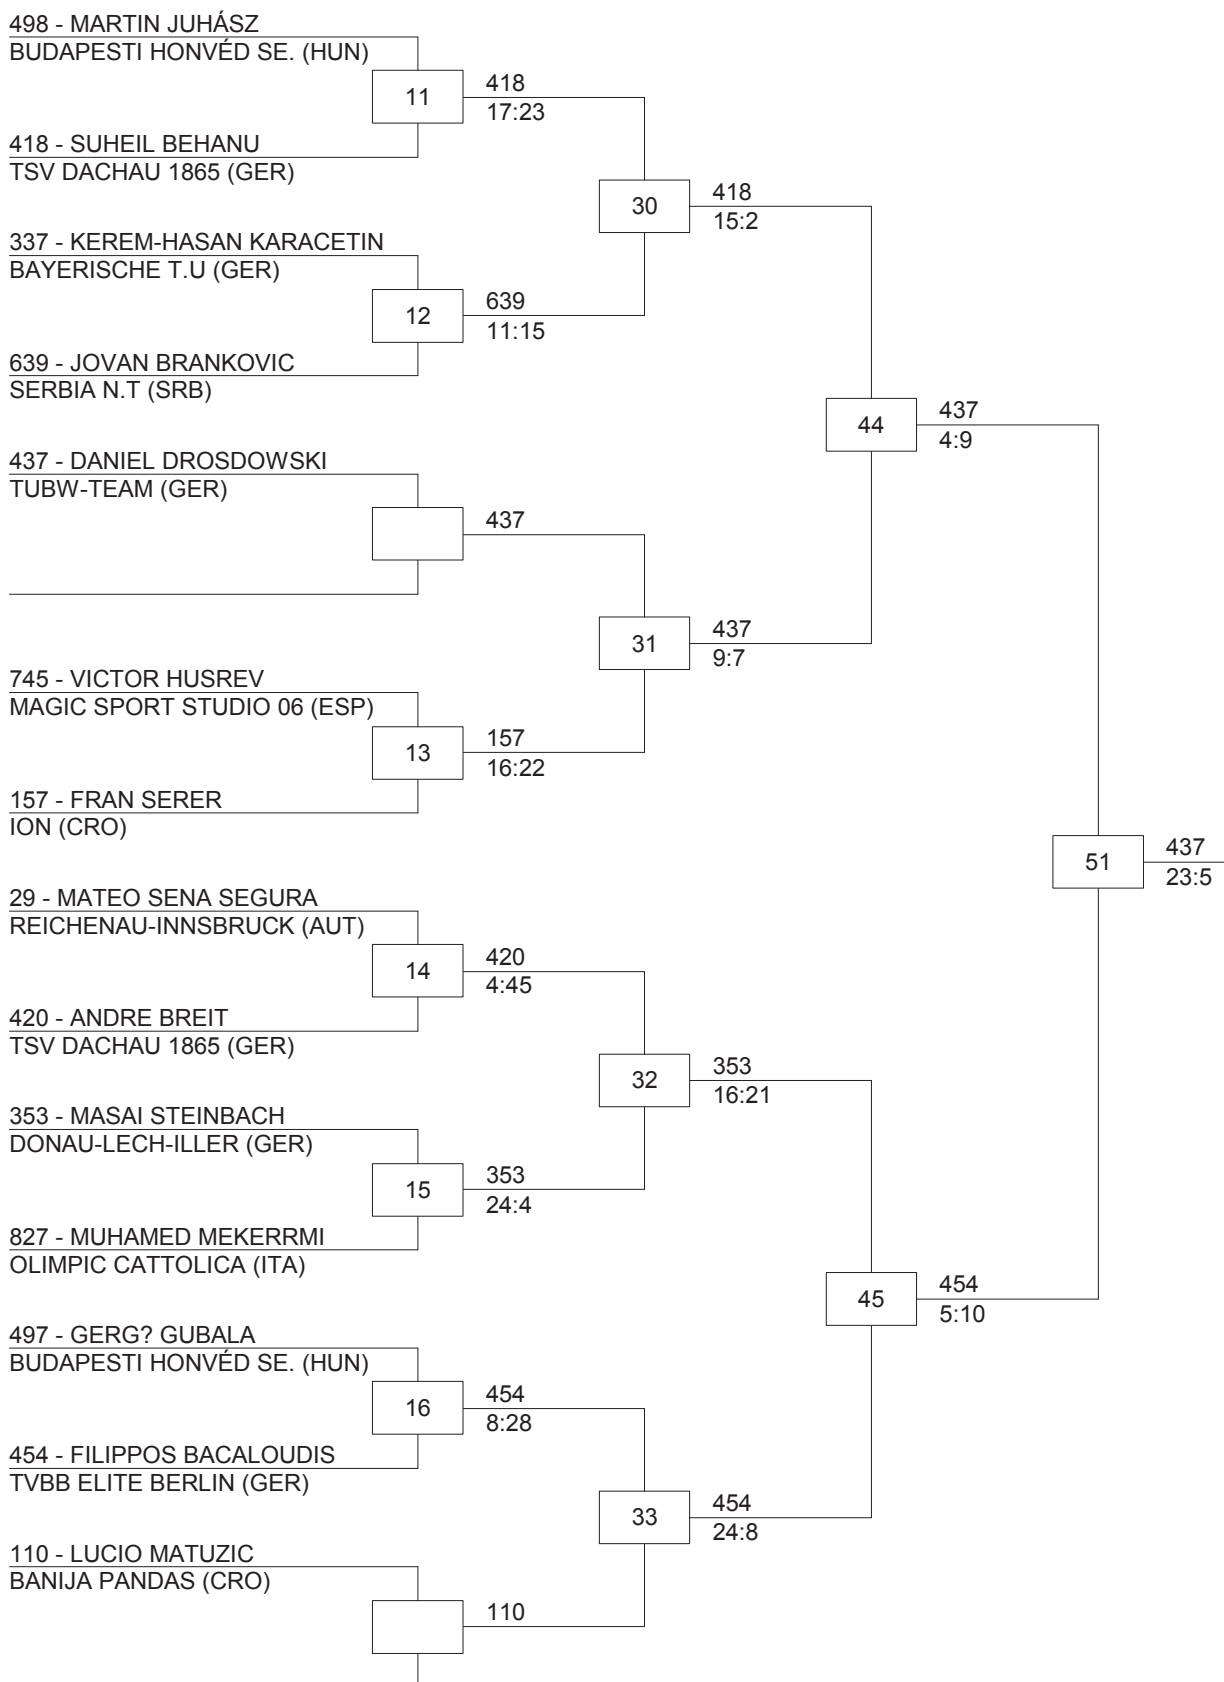 498 - MARTIN JUHÁSZ
BUDAPESTI HONVÉD SE. (HUN)
11
418
17:23
418 - SUHEIL BEHANU
TSV DACHAU 1865 (GER)
30
418
15:2
337 - KEREM-HASAN KARACETIN
BAYERISCHE T.U (GER)
12
639
11:15
639 - JOVAN BRANKOVIC
SERBIA N.T (SRB)
44
437
4:9
437 - DANIEL DROSDOWSKI
TUBW-TEAM (GER)
437
31
437
9:7
745 - VICTOR HUSREV
MAGIC SPORT STUDIO 06 (ESP)
13
157
16:22
157 - FRAN SERER
ION (CRO)
51
437
23:5
29 - MATEO SENA SEGURA
REICHENAU-INNSBRUCK (AUT)
14
420
4:45
420 - ANDRE BREIT
TSV DACHAU 1865 (GER)
32
353
16:21
353 - MASAI STEINBACH
DONAU-LECH-ILLER (GER)
15
353
24:4
827 - MUHAMED MEKERRMI
OLIMPIC CATTOLICA (ITA)
45
454
5:10
497 - GERG? GUBALA
BUDAPESTI HONVÉD SE. (HUN)
16
454
8:28
454 - FILIPPOS BACALOUDIS
TVBB ELITE BERLIN (GER)
33
454
24:8
110 - LUCIO MATUZIC
BANIJA PANDAS (CRO)
110